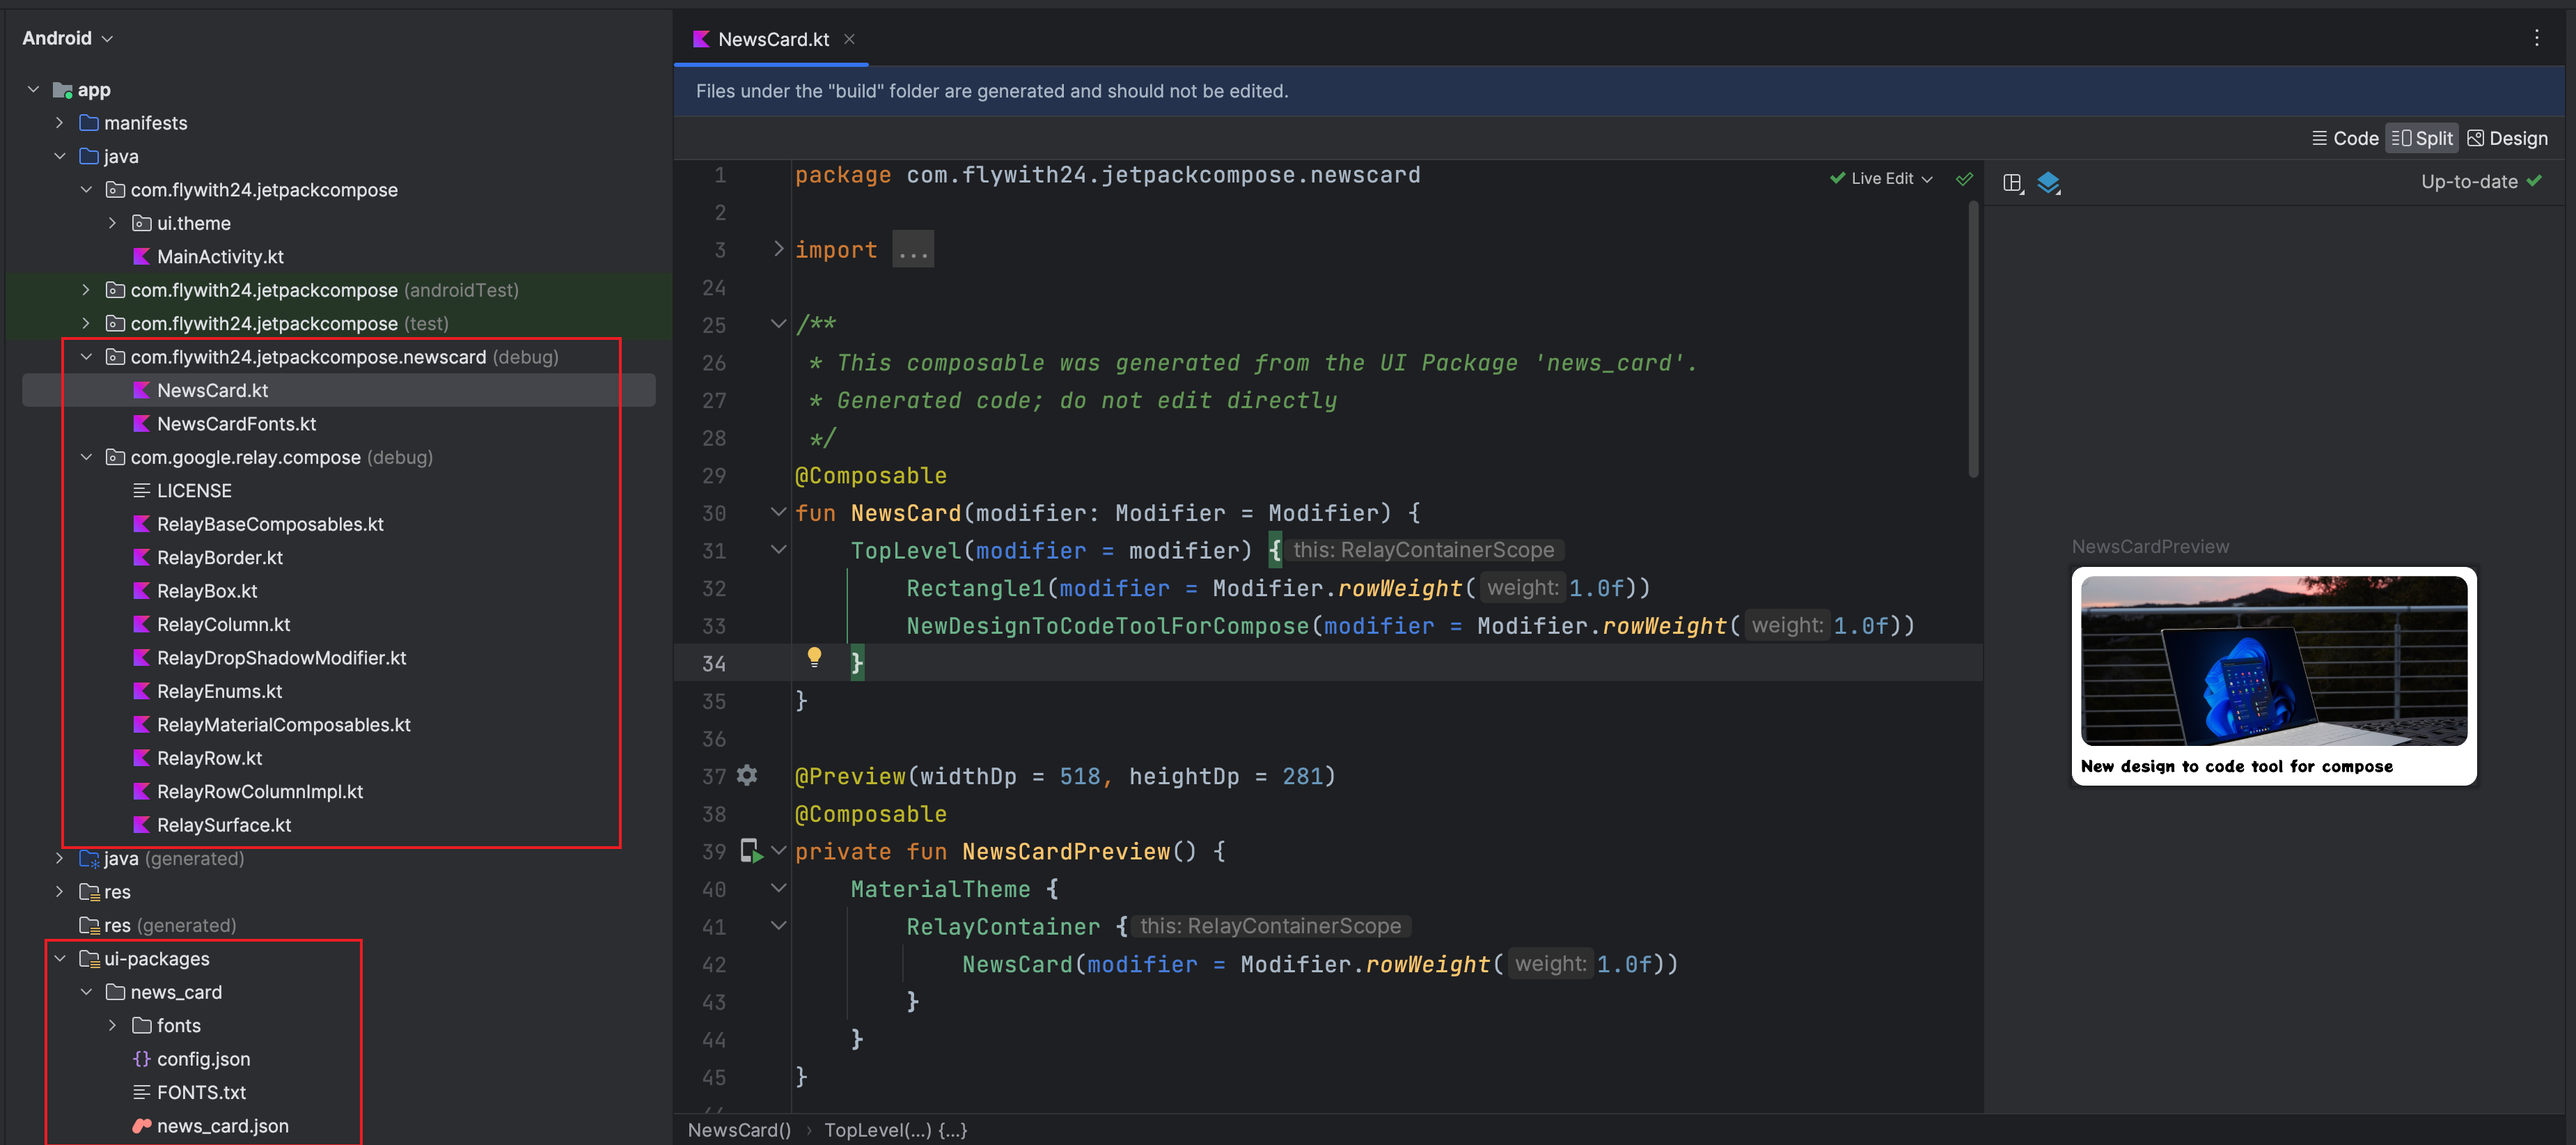 Android
app
manifests
java
com.flywith24.jetpackcompose
ui.theme
MainActivity.kt
com.flywith24.jetpackcompose (androidTest)
com.flywith24.jetpackcompose (test)
com.flywith24.jetpackcompose.newscard (debug)
NewsCard.kt
NewsCardFonts.kt
com.google.relay.compose (debug)
LICENSE
RelayBaseComposables.kt
RelayBorder.kt
RelayBox.kt
RelayColumn.kt
RelayDropShadowModifier.kt
RelayEnums.kt
RelayMaterialComposables.kt
RelayRow.kt
RelayRowColumnImpl.kt
RelaySurface.kt
java (generated)
res
res (generated)
ui-packages
news_card
fonts
{} config.json
FONTS.txt
news_card.json
NewsCard.kt
Files under the "build" folder are generated and should not be edited.
Code Split Design
Live Edit
Up-to-date
1 package com.flywith24.jetpackcompose.newscard
2
3 import ...
24
25 /**
26 * This composable was generated from the UI Package 'news_card'.
27 * Generated code; do not edit directly
28 */
29 @Composable
30 fun NewsCard(modifier: Modifier = Modifier) {
31 TopLevel(modifier = modifier) { this: RelayContainerScope
32 Rectangle1(modifier = Modifier.rowWeight( weight: 1.0f))
33 NewDesignToCodeToolForCompose(modifier = Modifier.rowWeight( weight: 1.0f))
34 }
35 }
36
37 @Preview(widthDp = 518, heightDp = 281)
38 @Composable
39 private fun NewsCardPreview() {
40 MaterialTheme {
41 RelayContainer { this: RelayContainerScope
42 NewsCard(modifier = Modifier.rowWeight( weight: 1.0f))
43 }
44 }
45 }
NewsCardPreview
New design to code tool for compose
NewsCard() › TopLevel(...) {...}